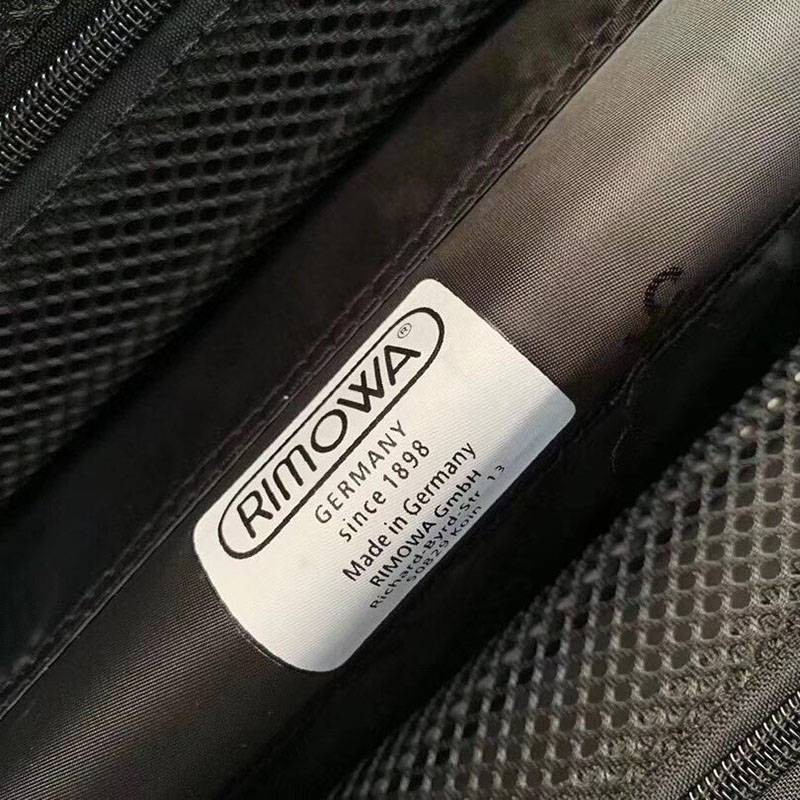 RIMOWA®
GERMANY
since 1898
Made in Germany
RIMOWA GmbH
Richard-Byrd-Str. 13
50829 Köln